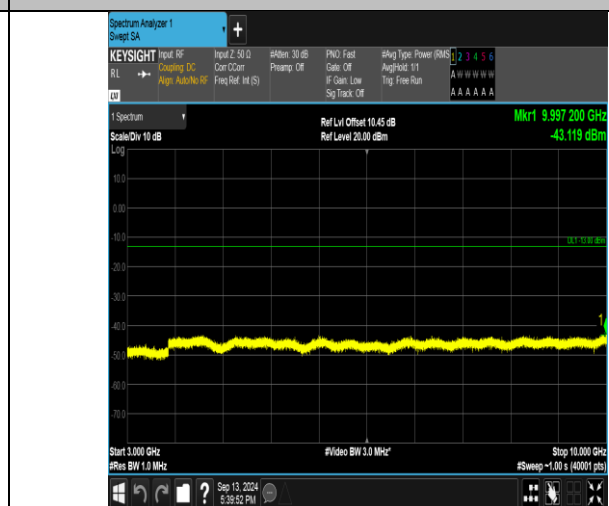 Spectrum Analyzer 1
Swept SA
+
KEYSIGHT
RL
LXI
Input: RF
Coupling: DC
Align: Auto/No RF
Input Z: 50 Ω
Corr CCorr
Freq Ref: Int (S)
#Atten: 30 dB
Preamp: Off
PNO: Fast
Gate: Off
IF Gain: Low
Sig Track: Off
#Avg Type: Power (RMS
Avg|Hold: 1/1
Trig: Free Run
1 2 3 4 5 6
A W W W W W
A A A A A A
1 Spectrum
Scale/Div 10 dB
Log
Ref Lvl Offset 10.45 dB
Ref Level 20.00 dBm
Mkr1 9.997 200 GHz
-43.119 dBm
10.0
0.00
-10.0
DL1 -13.00 dBm
-20.0
-30.0
-40.0
1
-50.0
-60.0
-70.0
Start 3.000 GHz
#Res BW 1.0 MHz
#Video BW 3.0 MHz*
Stop 10.000 GHz
#Sweep ~1.00 s (40001 pts)
?
Sep 13, 2024
5:39:52 PM